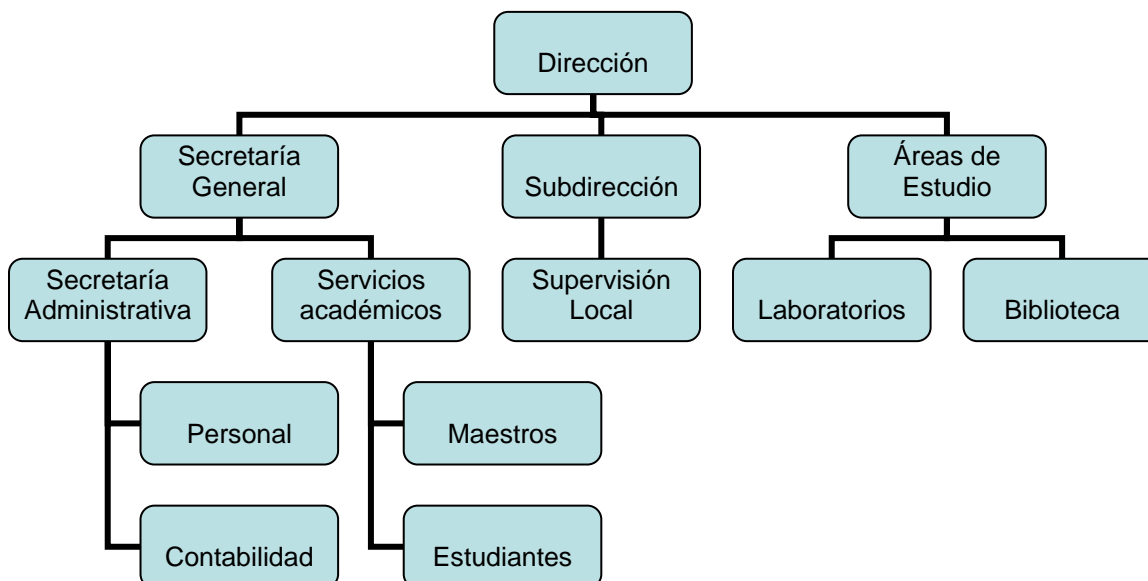 Dirección
Secretaría
General
Subdirección
Áreas de
Estudio
Secretaría
Administrativa
Servicios
académicos
Supervisión
Local
Laboratorios
Biblioteca
Personal
Maestros
Contabilidad
Estudiantes